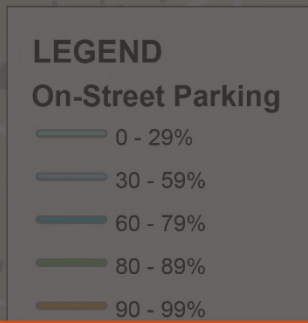 LEGEND
On-Street Parking
0 - 29%
30 - 59%
60 - 79%
80 - 89%
90 - 99%